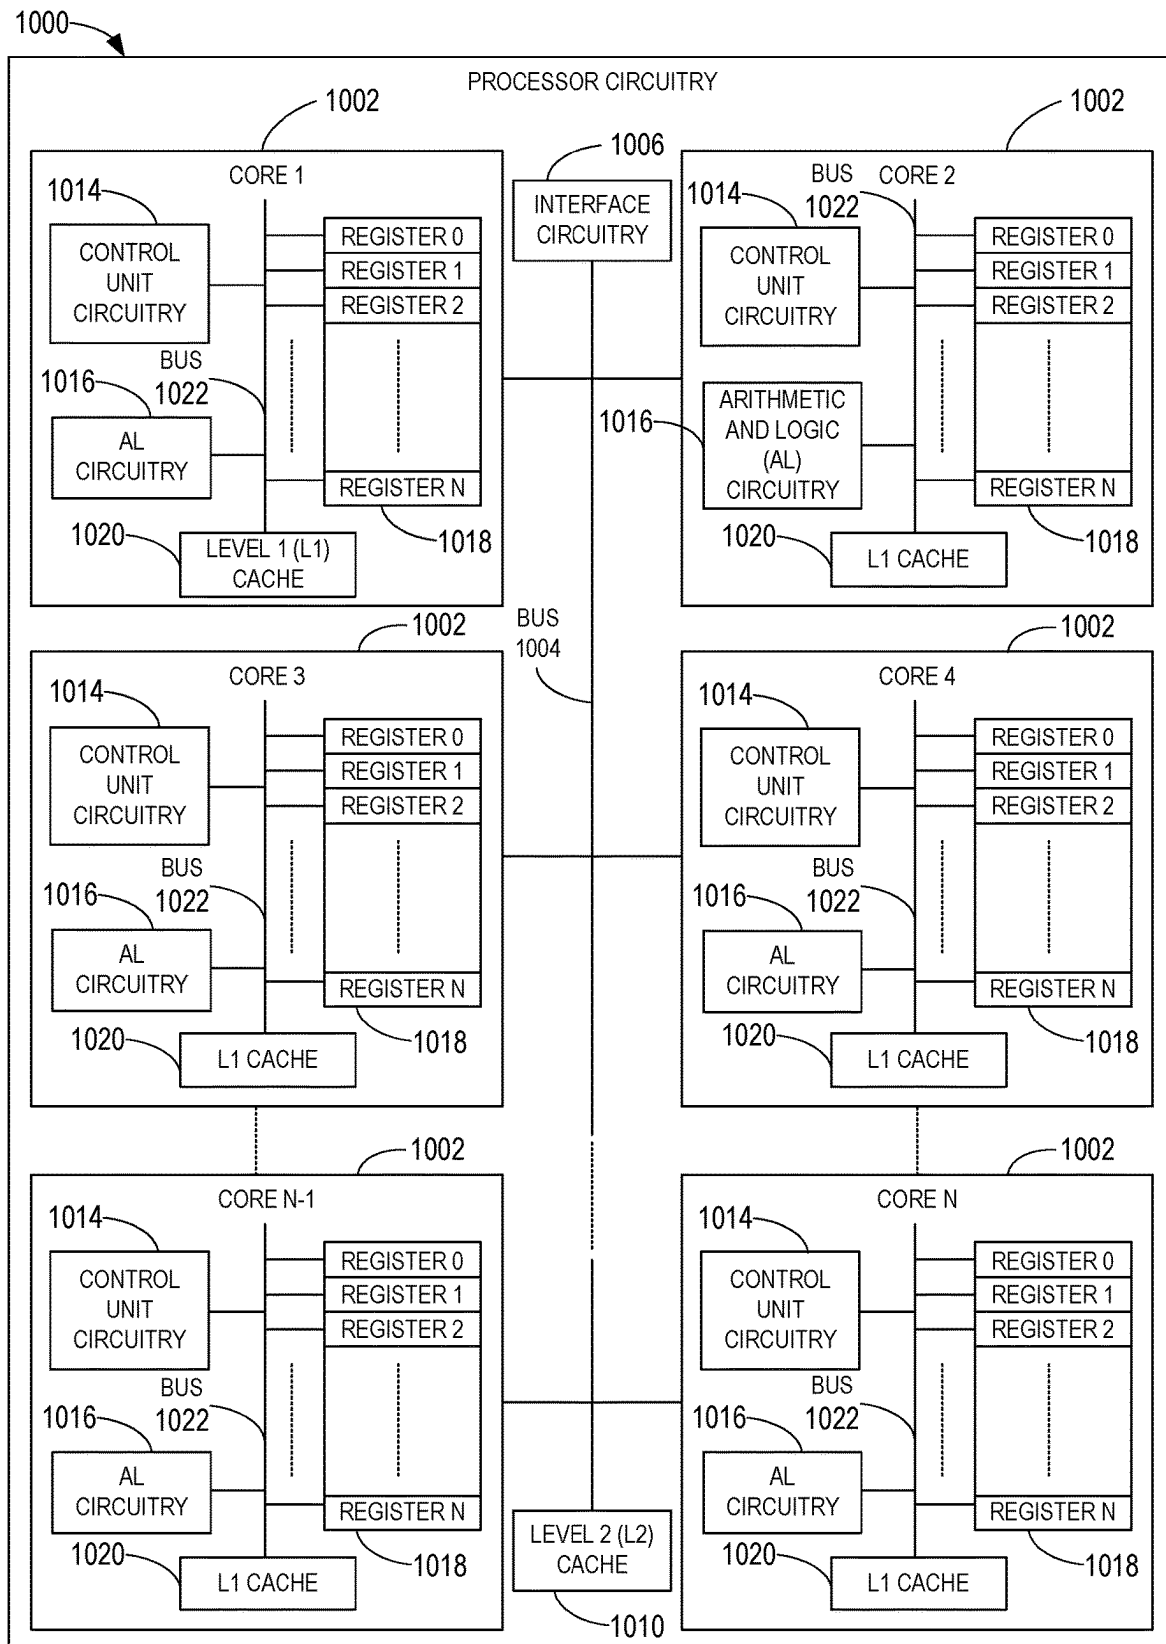 1000
PROCESSOR CIRCUITRY
1002
CORE 1
1014
CONTROL
UNIT
CIRCUITRY
REGISTER 0
REGISTER 1
REGISTER 2
BUS
1022
1016
AL
CIRCUITRY
REGISTER N
1018
1020
LEVEL 1 (L1)
CACHE
1006
INTERFACE
CIRCUITRY
1002
BUS
1022
CORE 2
1014
CONTROL
UNIT
CIRCUITRY
REGISTER 0
REGISTER 1
REGISTER 2
1016
ARITHMETIC
AND LOGIC
(AL)
CIRCUITRY
REGISTER N
1018
1020
L1 CACHE
BUS
1004
1002
CORE 3
1014
CONTROL
UNIT
CIRCUITRY
REGISTER 0
REGISTER 1
REGISTER 2
BUS
1022
1016
AL
CIRCUITRY
REGISTER N
1018
1020
L1 CACHE
1002
CORE 4
1014
CONTROL
UNIT
CIRCUITRY
REGISTER 0
REGISTER 1
REGISTER 2
BUS
1022
1016
AL
CIRCUITRY
REGISTER N
1018
1020
L1 CACHE
1002
CORE N-1
1014
CONTROL
UNIT
CIRCUITRY
REGISTER 0
REGISTER 1
REGISTER 2
BUS
1022
1016
AL
CIRCUITRY
REGISTER N
1018
1020
L1 CACHE
LEVEL 2 (L2)
CACHE
1010
1002
CORE N
1014
CONTROL
UNIT
CIRCUITRY
REGISTER 0
REGISTER 1
REGISTER 2
BUS
1022
1016
AL
CIRCUITRY
REGISTER N
1018
1020
L1 CACHE